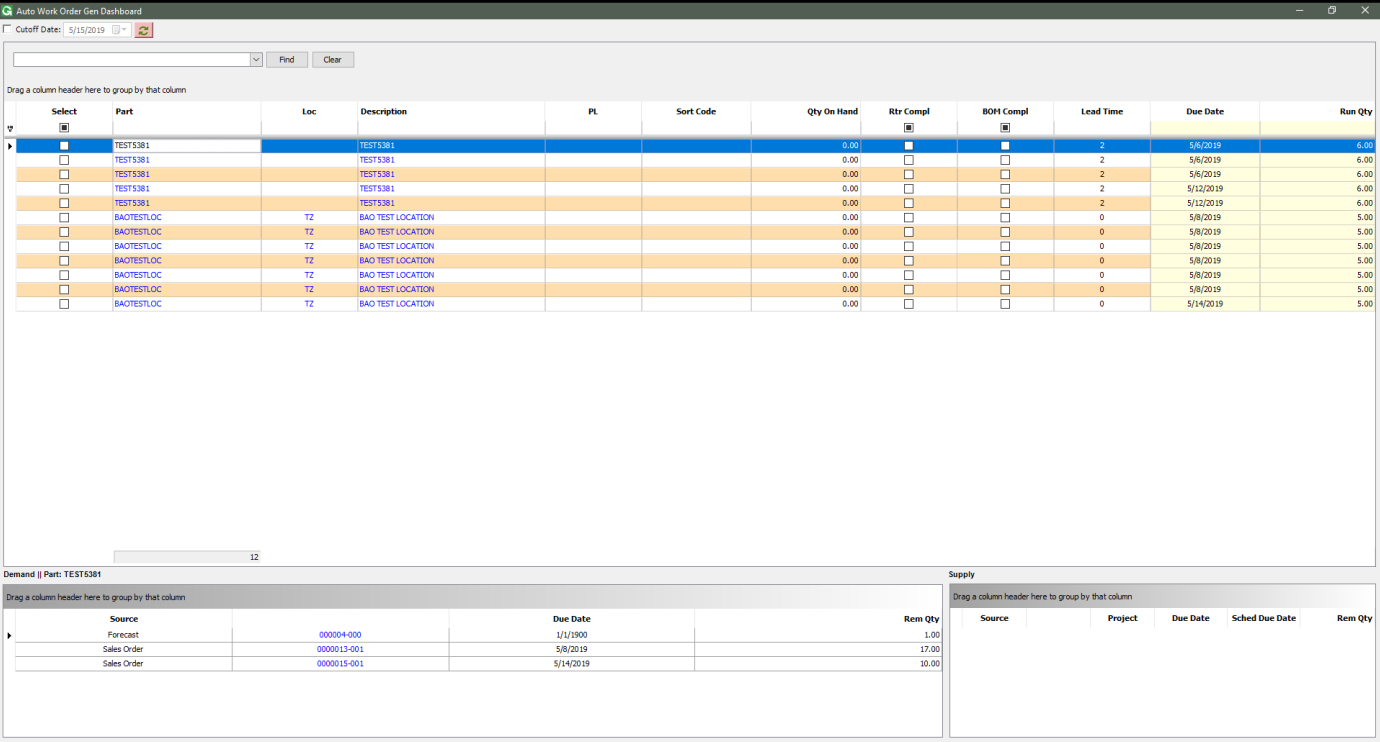 Auto Work Order Gen Dashboard
Cutoff Date: 5/15/2019
Find Clear
Drag a column header here to group by that column
Select Part Loc Description PL Sort Code Qty On Hand Rtr Compl BOM Compl Lead Time Due Date Run Qty
TEST5381 TEST5381 0.00 2 5/6/2019 6.00
TEST5381 TEST5381 0.00 2 5/6/2019 6.00
TEST5381 TEST5381 0.00 2 5/6/2019 6.00
TEST5381 TEST5381 0.00 2 5/12/2019 6.00
TEST5381 TEST5381 0.00 2 5/12/2019 6.00
BAOTESTLOC TZ BAO TEST LOCATION 0.00 0 5/8/2019 5.00
BAOTESTLOC TZ BAO TEST LOCATION 0.00 0 5/8/2019 5.00
BAOTESTLOC TZ BAO TEST LOCATION 0.00 0 5/8/2019 5.00
BAOTESTLOC TZ BAO TEST LOCATION 0.00 0 5/8/2019 5.00
BAOTESTLOC TZ BAO TEST LOCATION 0.00 0 5/8/2019 5.00
BAOTESTLOC TZ BAO TEST LOCATION 0.00 0 5/8/2019 5.00
BAOTESTLOC TZ BAO TEST LOCATION 0.00 0 5/14/2019 5.00
12
Demand || Part: TEST5381
Drag a column header here to group by that column
Source Due Date Rem Qty
Forecast 000004-000 1/1/1900 1.00
Sales Order 0000013-001 5/8/2019 17.00
Sales Order 0000015-001 5/14/2019 10.00
Supply
Drag a column header here to group by that column
Source Project Due Date Sched Due Date Rem Qty